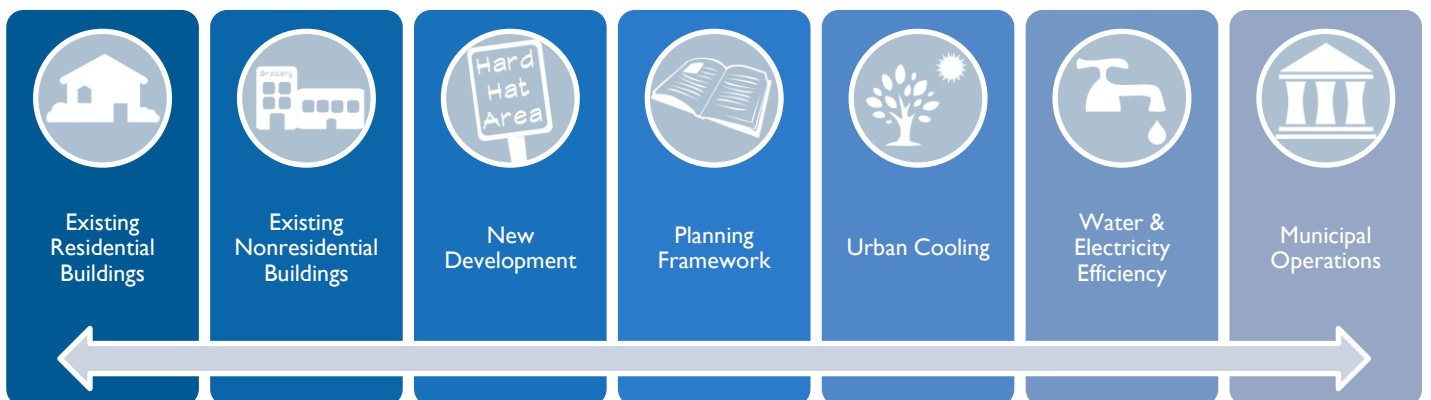 Grocery
Hard
Hat
Area
Existing
Residential
Buildings
Existing
Nonresidential
Buildings
New
Development
Planning
Framework
Urban Cooling
Water &
Electricity
Efficiency
Municipal
Operations